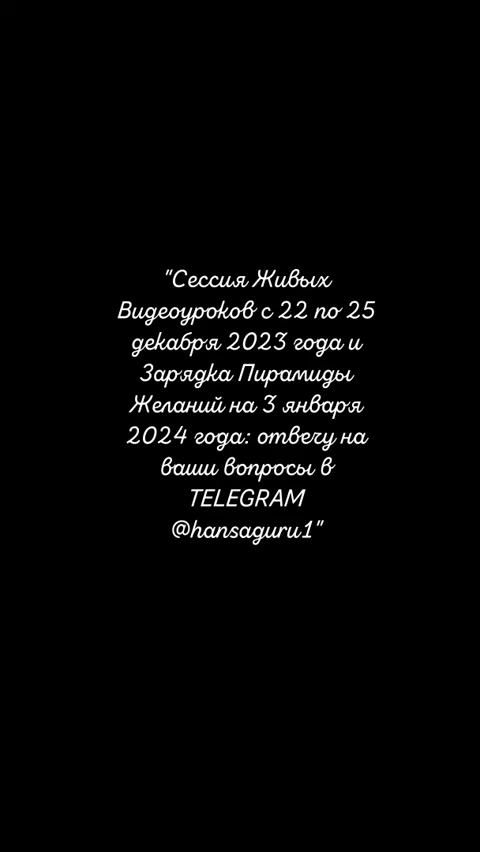 "Сессия Живых
Видеоуроков с 22 по 25
декабря 2023 года и
Зарядка Пирамиды
Желаний на 3 января
2024 года: отвечу на
ваши вопросы в
TELEGRAM
@hansaguru1"